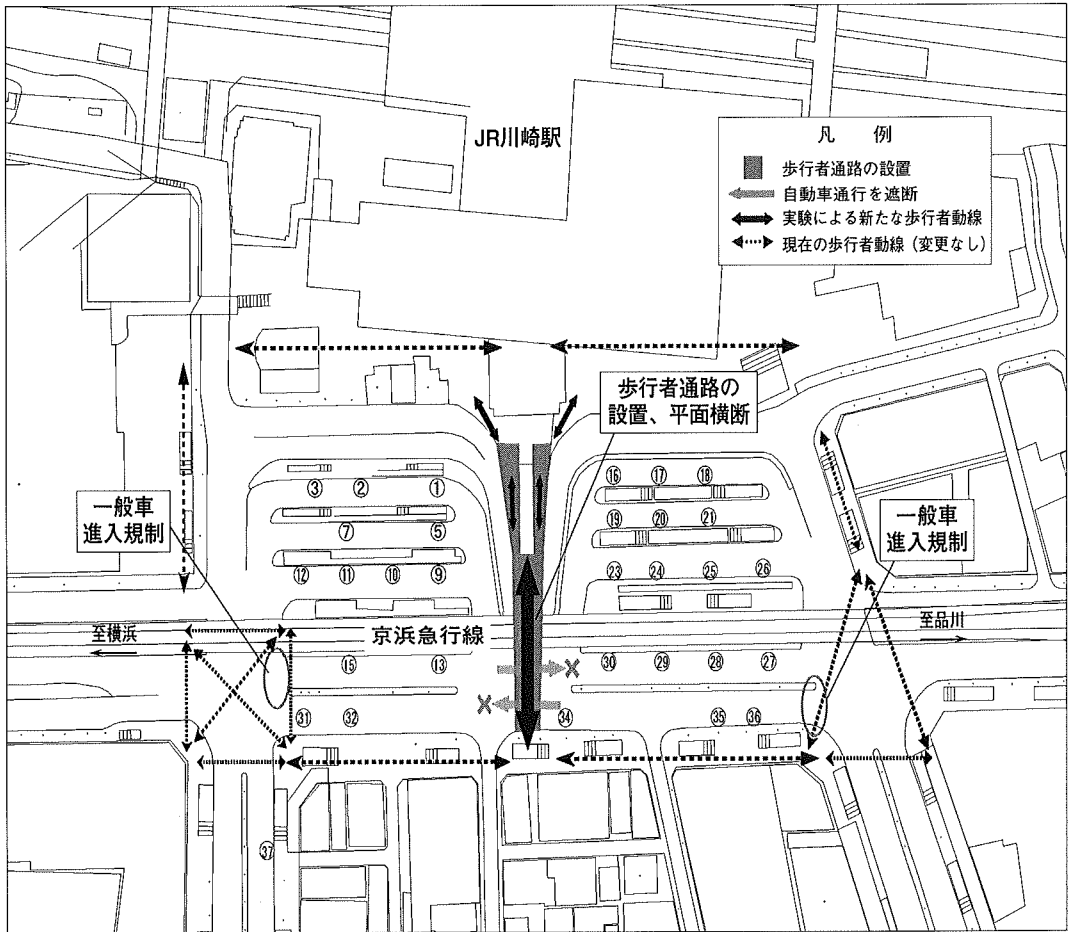 JR川崎駅
凡 例
歩行者通路の設置
自動車通行を遮断
実験による新たな歩行者動線
現在の歩行者動線（変更なし）
歩行者通路の
設置、平面横断
一般車
進入規制
一般車
進入規制
③ ② ①
⑦ ⑤
⑫ ⑪ ⑩ ⑨
⑯ ⑰ ⑱
⑲ ⑳ ㉑
㉓ ㉔ ㉕ ㉖
至横浜
京浜急行線
至品川
⑮ ⑬
㉚ ㉙ ㉘ ㉗
㉛ ㉜
㉞ ㉟ ㊱
㊲